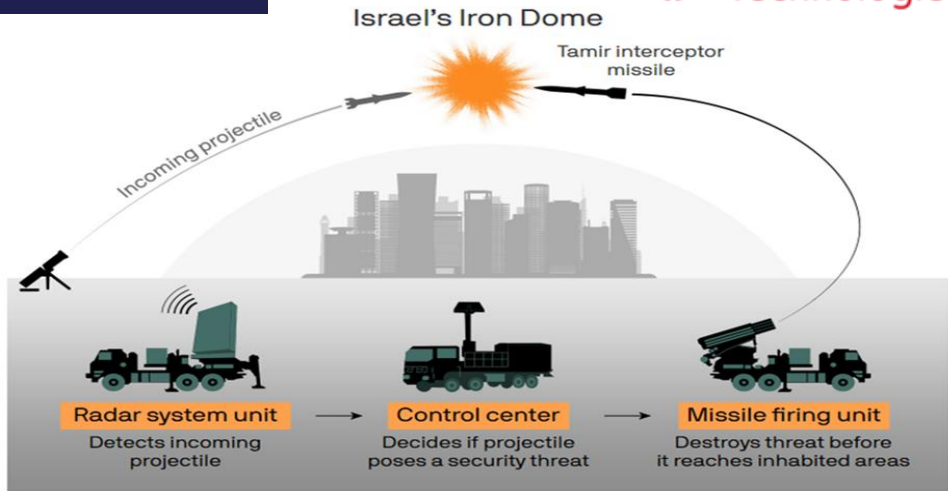 Israel's Iron Dome
Tamir interceptor
missile
Incoming projectile
Radar system unit
Detects incoming
projectile
Control center
Decides if projectile
poses a security threat
Missile firing unit
Destroys threat before
it reaches inhabited areas